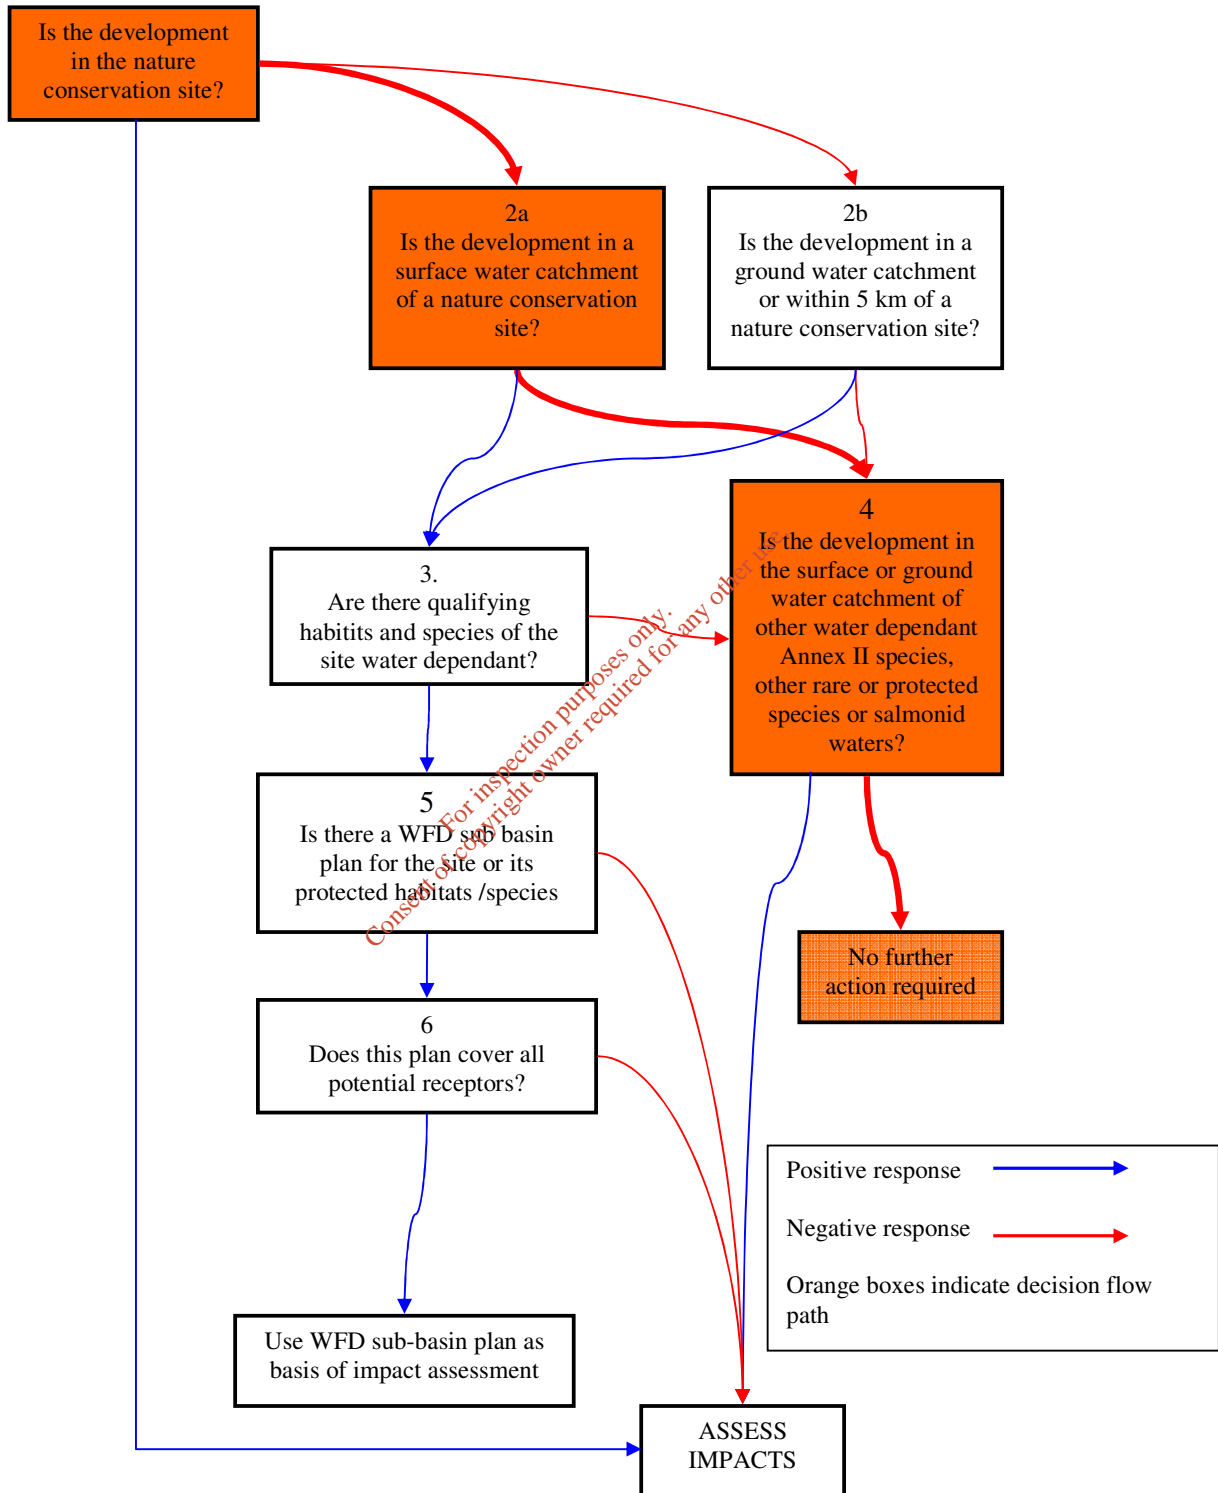 Is the development
in the nature
conservation site?
2a
Is the development in a
surface water catchment
of a nature conservation
site?
2b
Is the development in a
ground water catchment
or within 5 km of a
nature conservation site?
3.
Are there qualifying
habitits and species of the
site water dependant?
4
Is the development in
the surface or ground
water catchment of
other water dependant
Annex II species,
other rare or protected
species or salmonid
waters?
For inspection purposes only.
Consent of copyright owner required for any other use.
5
Is there a WFD sub basin
plan for the site or its
protected habitats /species
No further
action required
6
Does this plan cover all
potential receptors?
Positive response
Negative response
Orange boxes indicate decision flow
path
Use WFD sub-basin plan as
basis of impact assessment
ASSESS
IMPACTS